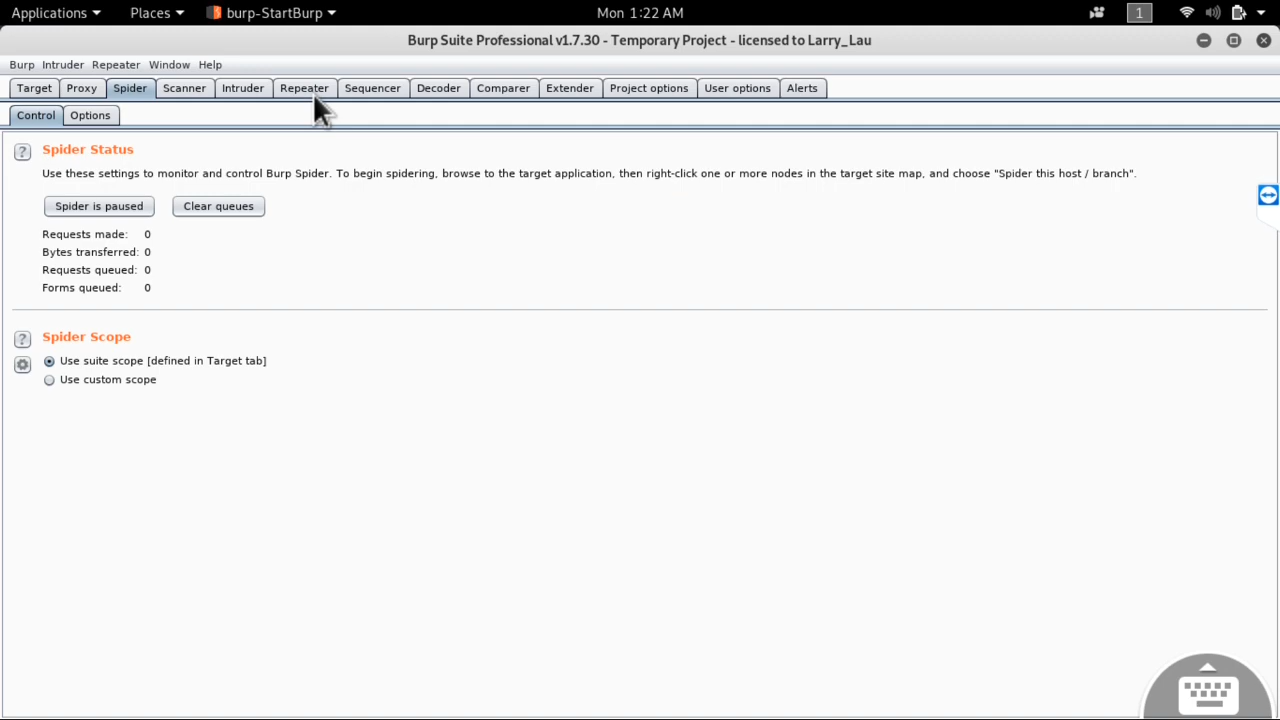 Applications Places burp-StartBurp Mon 1:22 AM 1
Burp Suite Professional v1.7.30 - Temporary Project - licensed to Larry_Lau
Burp Intruder Repeater Window Help
Target Proxy Spider Scanner Intruder Repeater Sequencer Decoder Comparer Extender Project options User options Alerts
Control Options
? Spider Status
Use these settings to monitor and control Burp Spider. To begin spidering, browse to the target application, then right-click one or more nodes in the target site map, and choose "Spider this host / branch".
Spider is paused Clear queues
Requests made: 0
Bytes transferred: 0
Requests queued: 0
Forms queued: 0
? Spider Scope
Use suite scope [defined in Target tab]
Use custom scope